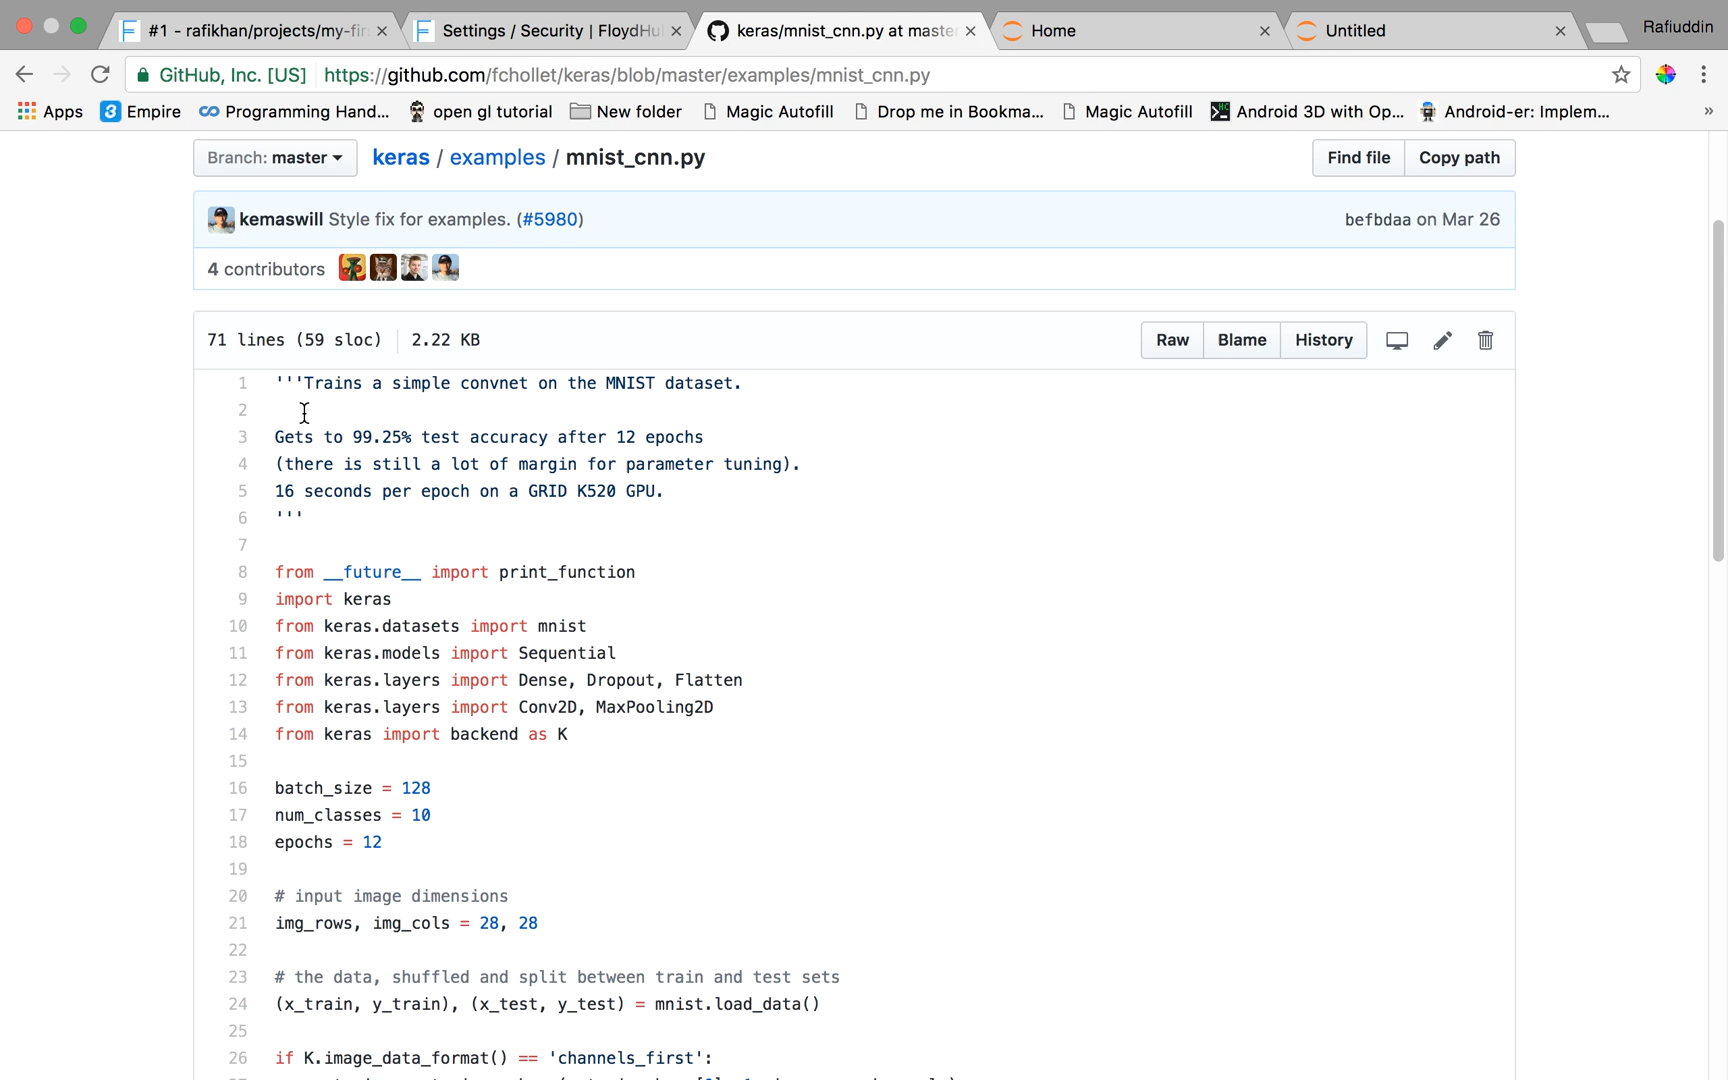 #1 - rafikhan/projects/my-fir
Settings / Security | FloydHu
keras/mnist_cnn.py at master
Home
Untitled
Rafiuddin
GitHub, Inc. [US] https://github.com/fchollet/keras/blob/master/examples/mnist_cnn.py
Apps Empire Programming Hand... open gl tutorial New folder Magic Autofill Drop me in Bookma... Magic Autofill Android 3D with Op... Android-er: Implem... »
Branch: master keras / examples / mnist_cnn.py Find file Copy path
kemaswill Style fix for examples. (#5980) befbdaa on Mar 26
4 contributors
71 lines (59 sloc) 2.22 KB Raw Blame History
1 '''Trains a simple convnet on the MNIST dataset.
2
3 Gets to 99.25% test accuracy after 12 epochs
4 (there is still a lot of margin for parameter tuning).
5 16 seconds per epoch on a GRID K520 GPU.
6 '''
7
8 from __future__ import print_function
9 import keras
10 from keras.datasets import mnist
11 from keras.models import Sequential
12 from keras.layers import Dense, Dropout, Flatten
13 from keras.layers import Conv2D, MaxPooling2D
14 from keras import backend as K
15
16 batch_size = 128
17 num_classes = 10
18 epochs = 12
19
20 # input image dimensions
21 img_rows, img_cols = 28, 28
22
23 # the data, shuffled and split between train and test sets
24 (x_train, y_train), (x_test, y_test) = mnist.load_data()
25
26 if K.image_data_format() == 'channels_first':